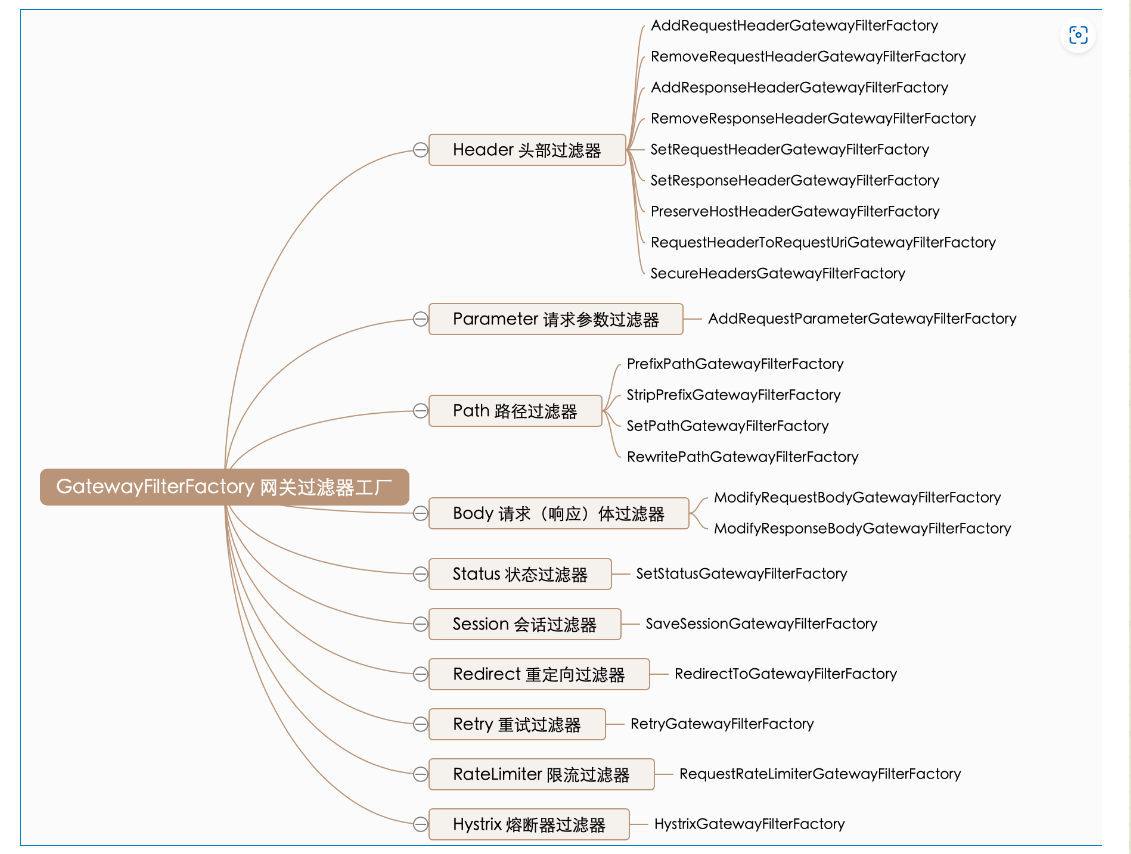 GatewayFilterFactory 网关过滤器工厂
Header 头部过滤器
AddRequestHeaderGatewayFilterFactory
RemoveRequestHeaderGatewayFilterFactory
AddResponseHeaderGatewayFilterFactory
RemoveResponseHeaderGatewayFilterFactory
SetRequestHeaderGatewayFilterFactory
SetResponseHeaderGatewayFilterFactory
PreserveHostHeaderGatewayFilterFactory
RequestHeaderToRequestUriGatewayFilterFactory
SecureHeadersGatewayFilterFactory
Parameter 请求参数过滤器
AddRequestParameterGatewayFilterFactory
Path 路径过滤器
PrefixPathGatewayFilterFactory
StripPrefixGatewayFilterFactory
SetPathGatewayFilterFactory
RewritePathGatewayFilterFactory
Body 请求（响应）体过滤器
ModifyRequestBodyGatewayFilterFactory
ModifyResponseBodyGatewayFilterFactory
Status 状态过滤器
SetStatusGatewayFilterFactory
Session 会话过滤器
SaveSessionGatewayFilterFactory
Redirect 重定向过滤器
RedirectToGatewayFilterFactory
Retry 重试过滤器
RetryGatewayFilterFactory
RateLimiter 限流过滤器
RequestRateLimiterGatewayFilterFactory
Hystrix 熔断器过滤器
HystrixGatewayFilterFactory